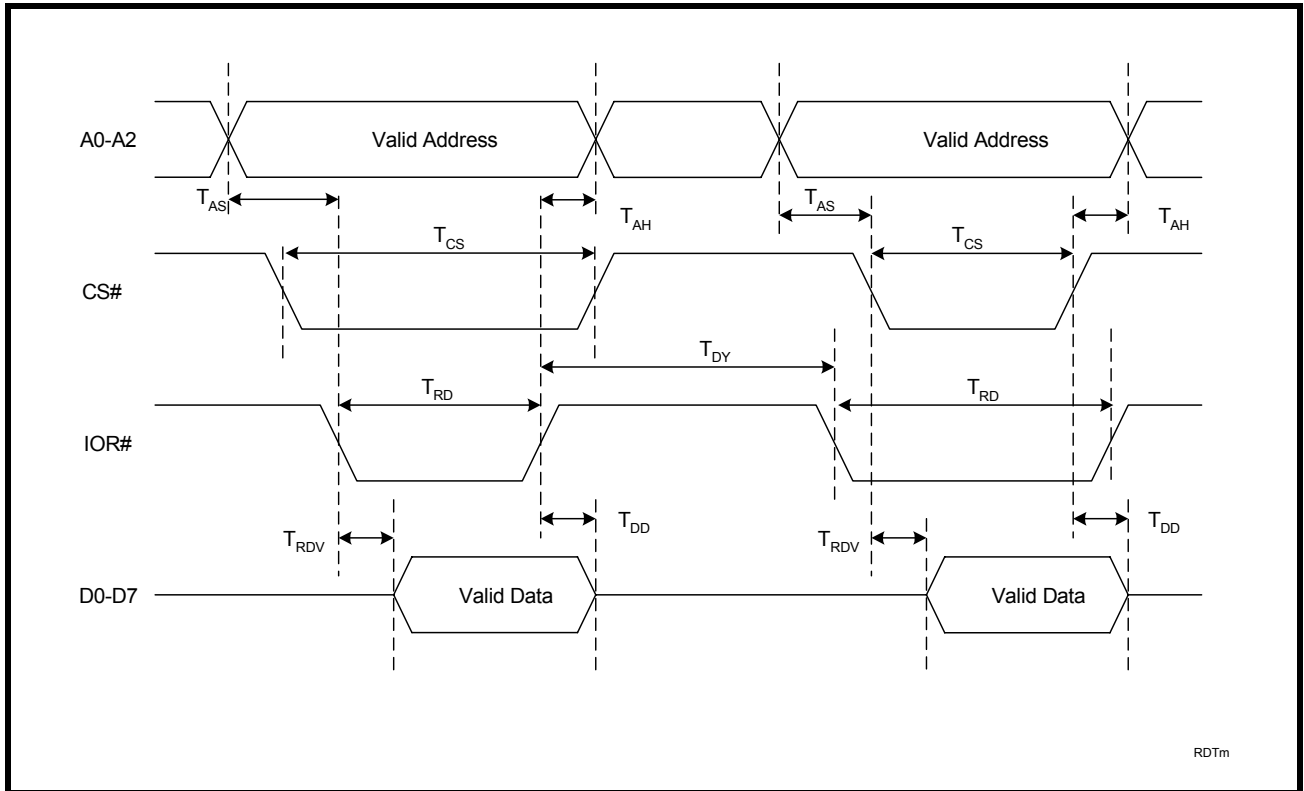 A0-A2
Valid Address
Valid Address
TAS
TAH
TAS
TAH
TCS
TCS
CS#
TDY
TRD
TRD
IOR#
TRDV
TDD
TRDV
TDD
D0-D7
Valid Data
Valid Data
RDTm